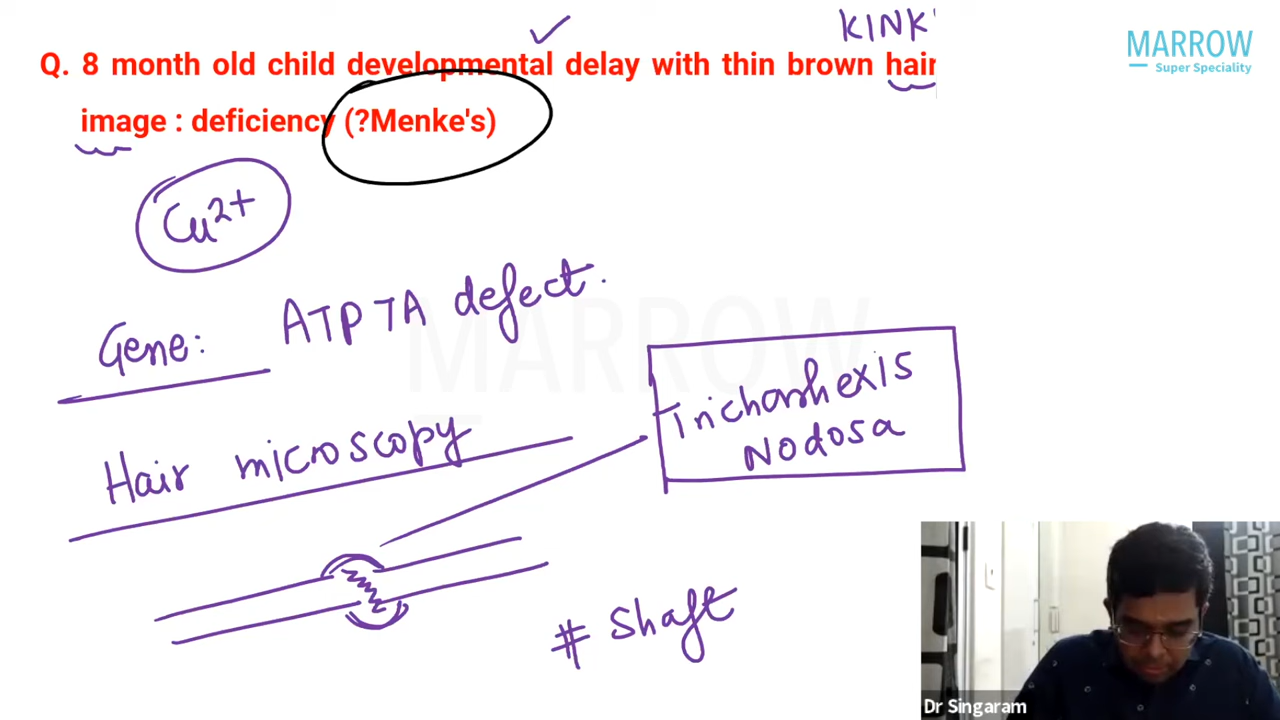 KINK'
MARROW
Super Speciality
Q. 8 month old child developmental delay with thin brown hair
image : deficiency (?Menke's)
Cu2+
Gene: ATP7A defect.
MARROW
Trichorrhexis
Nodosa
Hair microscopy
# Shaft
Dr Singaram